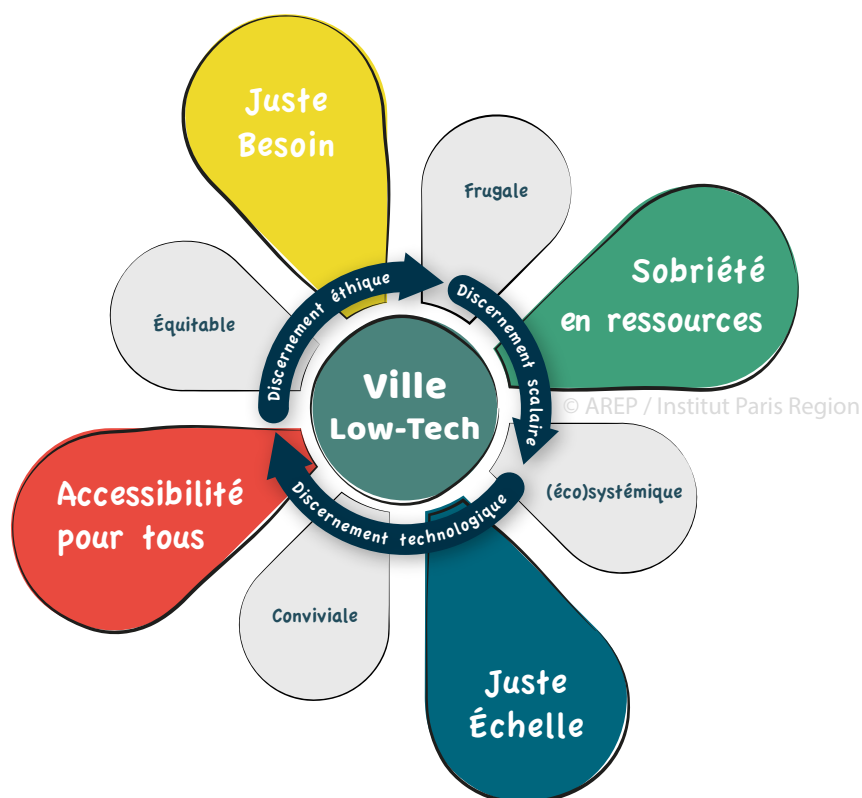 Juste
Besoin
Frugale
Sobriété
en ressources
Équitable
Discernement éthique
Discernement scalaire
Ville
Low-Tech
© AREP / Institut Paris Region
Accessibilité
pour tous
Discernement technologique
(éco)systémique
Conviviale
Juste
Échelle